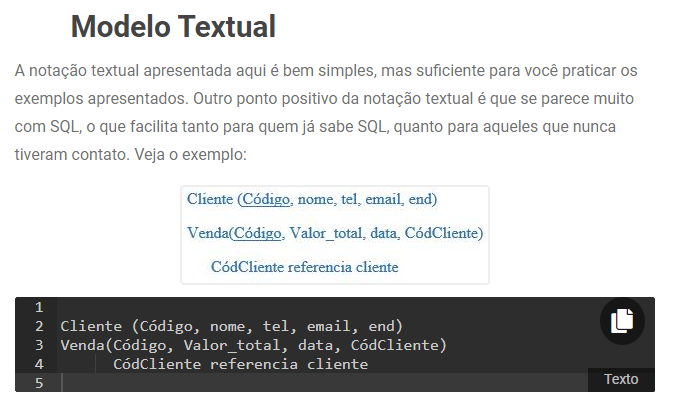 Modelo Textual
A notação textual apresentada aqui é bem simples, mas suficiente para você praticar os
exemplos apresentados. Outro ponto positivo da notação textual é que se parece muito
com SQL, o que facilita tanto para quem já sabe SQL, quanto para aqueles que nunca
tiveram contato. Veja o exemplo:
Cliente (Código, nome, tel, email, end)
Venda(Código, Valor_total, data, CódCliente)
CódCliente referencia cliente
1
2 Cliente (Código, nome, tel, email, end)
3 Venda(Código, Valor_total, data, CódCliente)
4 CódCliente referencia cliente
5
Texto